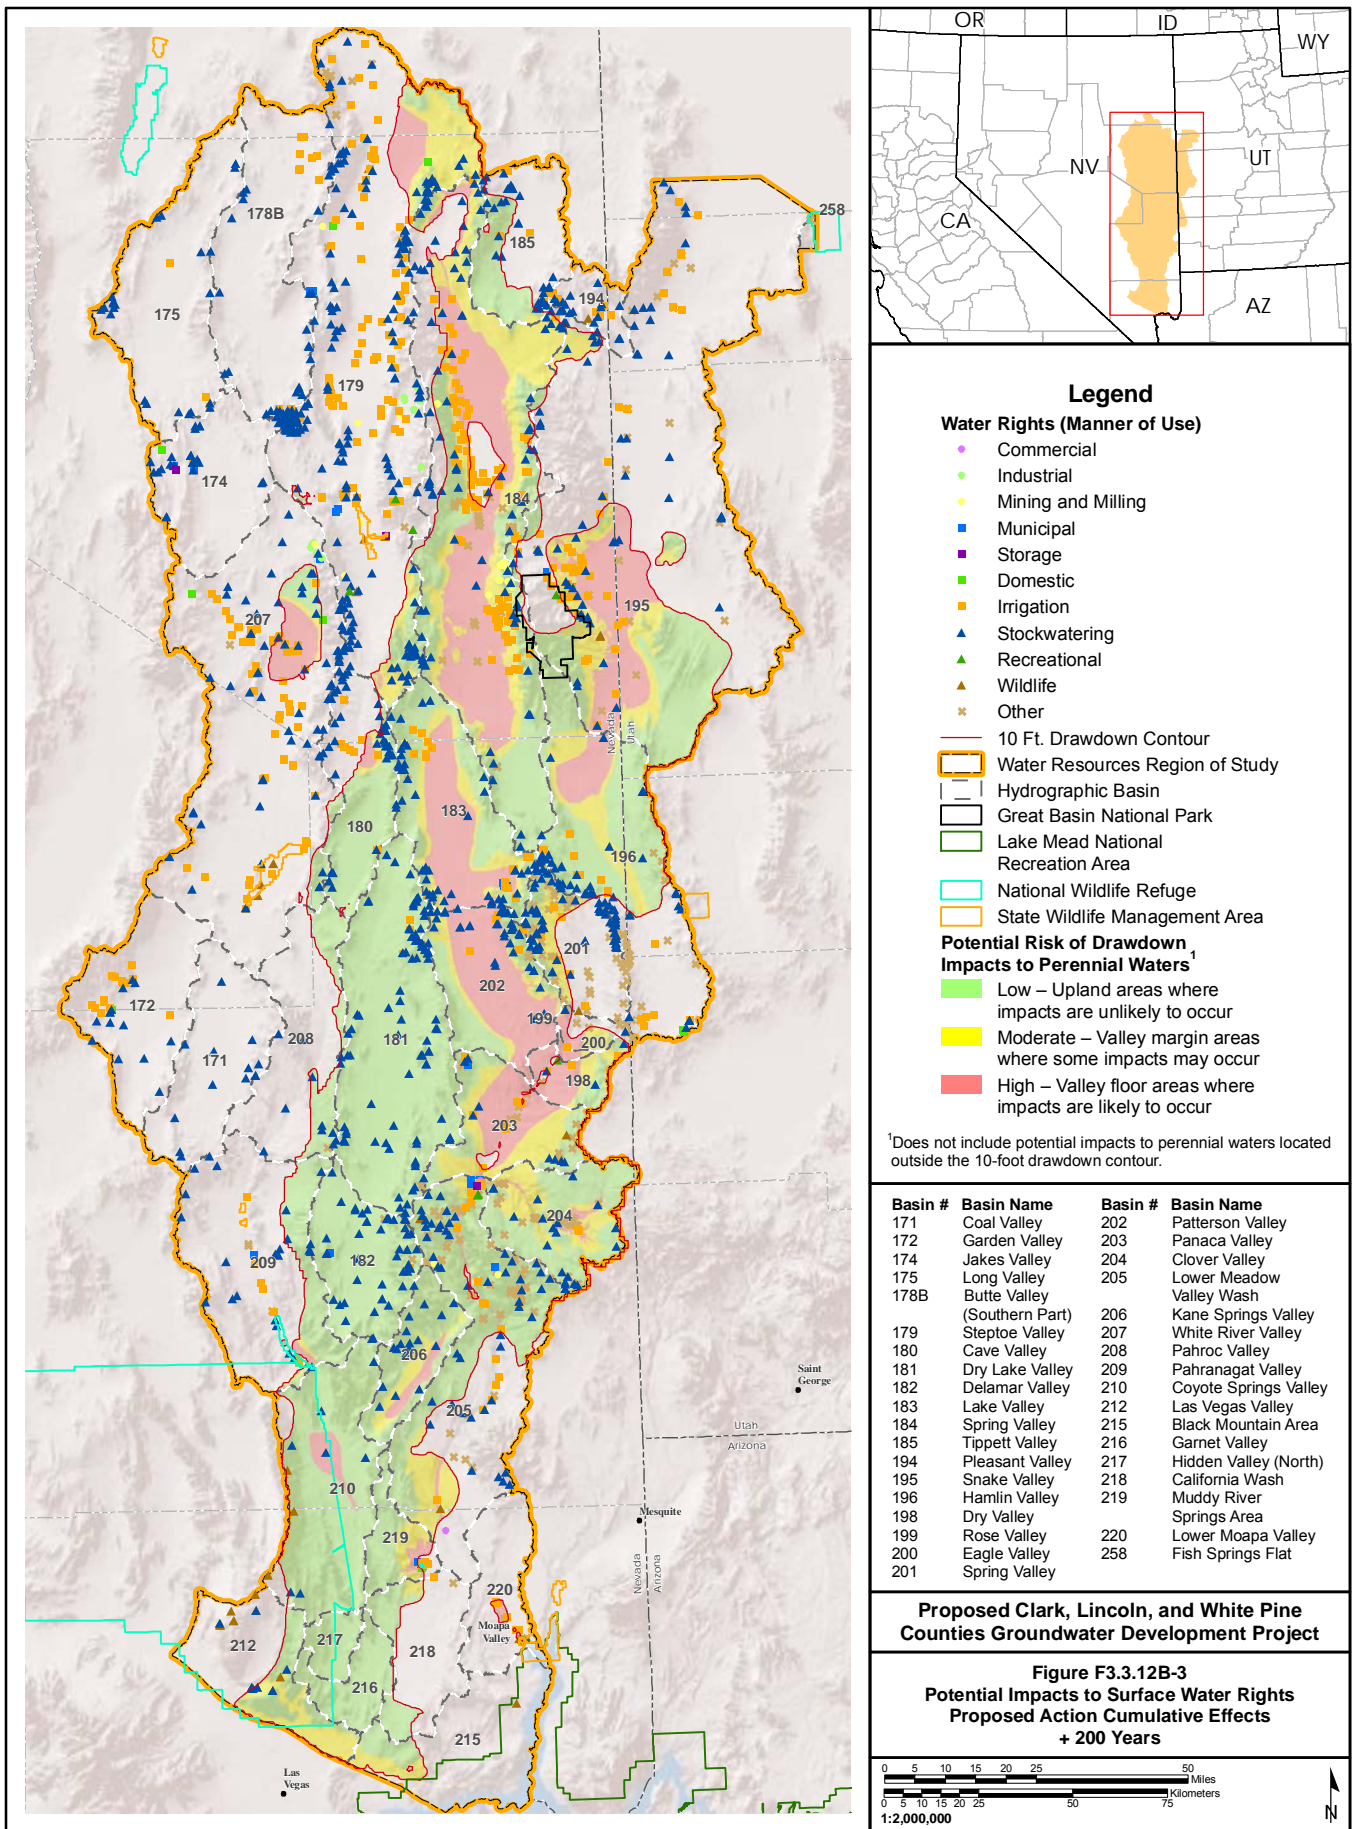 OR
ID
WY
NV
UT
CA
AZ
258
178B
185
194
175
179
174
184
195
207
Nevada
Utah
183
180
196
201
202
172
199
208
181
200
171
198
203
204
209
182
206
Saint
George
205
Utah
Arizona
210
Mesquite
219
Nevada
Arizona
220
Moapa
Valley
212
217
218
216
215
Las
Vegas
Legend
Water Rights (Manner of Use)
Commercial
Industrial
Mining and Milling
Municipal
Storage
Domestic
Irrigation
Stockwatering
Recreational
Wildlife
Other
10 Ft. Drawdown Contour
Water Resources Region of Study
Hydrographic Basin
Great Basin National Park
Lake Mead National
Recreation Area
National Wildlife Refuge
State Wildlife Management Area
Potential Risk of Drawdown
Impacts to Perennial Waters1
Low – Upland areas where
impacts are unlikely to occur
Moderate – Valley margin areas
where some impacts may occur
High – Valley floor areas where
impacts are likely to occur
1Does not include potential impacts to perennial waters located
outside the 10-foot drawdown contour.
Basin # Basin Name Basin # Basin Name
171 Coal Valley 202 Patterson Valley
172 Garden Valley 203 Panaca Valley
174 Jakes Valley 204 Clover Valley
175 Long Valley 205 Lower Meadow
178B Butte Valley Valley Wash
(Southern Part) 206 Kane Springs Valley
179 Steptoe Valley 207 White River Valley
180 Cave Valley 208 Pahroc Valley
181 Dry Lake Valley 209 Pahranagat Valley
182 Delamar Valley 210 Coyote Springs Valley
183 Lake Valley 212 Las Vegas Valley
184 Spring Valley 215 Black Mountain Area
185 Tippett Valley 216 Garnet Valley
194 Pleasant Valley 217 Hidden Valley (North)
195 Snake Valley 218 California Wash
196 Hamlin Valley 219 Muddy River
198 Dry Valley Springs Area
199 Rose Valley 220 Lower Moapa Valley
200 Eagle Valley 258 Fish Springs Flat
201 Spring Valley
Proposed Clark, Lincoln, and White Pine
Counties Groundwater Development Project
Figure F3.3.12B-3
Potential Impacts to Surface Water Rights
Proposed Action Cumulative Effects
+ 200 Years
0 5 10 15 20 25 50
Miles
Kilometers
0 5 10 15 20 25 50 75
1:2,000,000
N